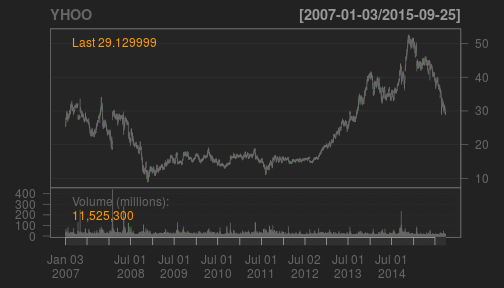 YHOO [2007-01-03/2015-09-25]
Last 29.129999
50
40
30
20
10
Volume (millions):
11,525,300
400
300
200
100
0
Jan 03 Jul 01 Jul 01 Jul 01 Jul 01 Jul 02 Jul 01 Jul 01
2007 2008 2009 2010 2011 2012 2013 2014